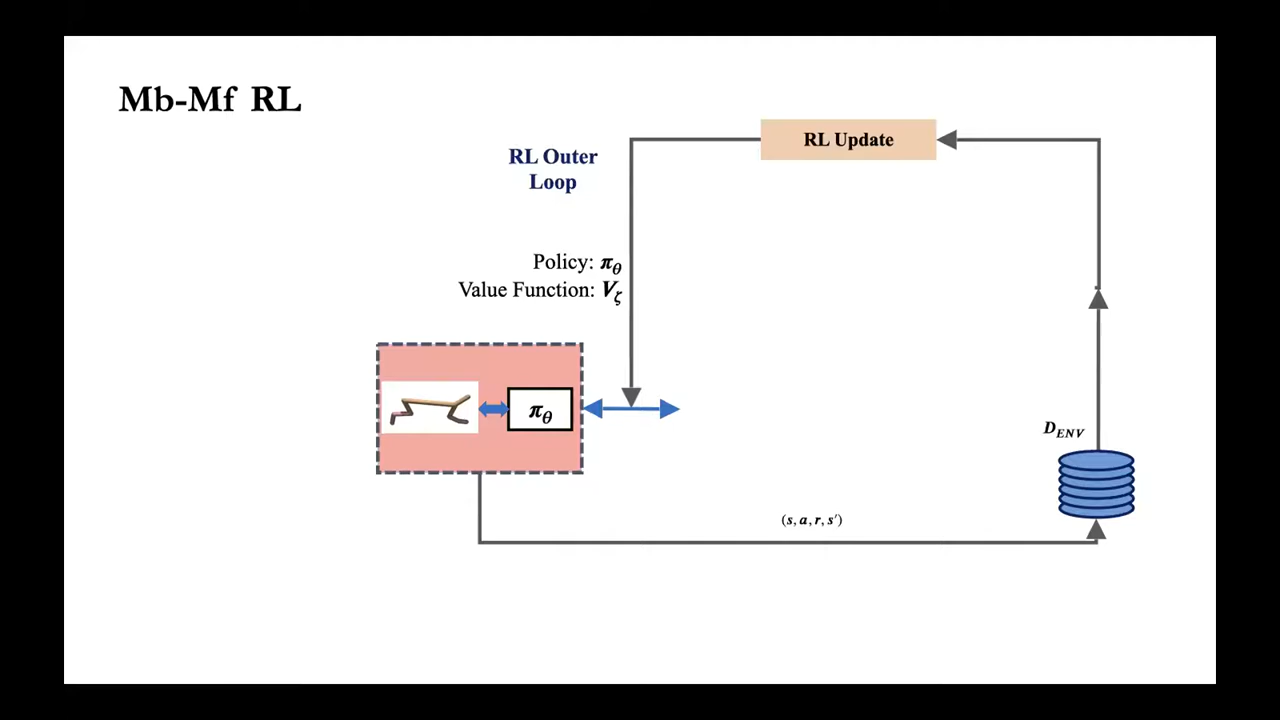 Mb-Mf RL
RL Update
RL Outer
Loop
Policy: π_θ
Value Function: V_ζ
π_θ
D_ENV
(s, a, r, s′)